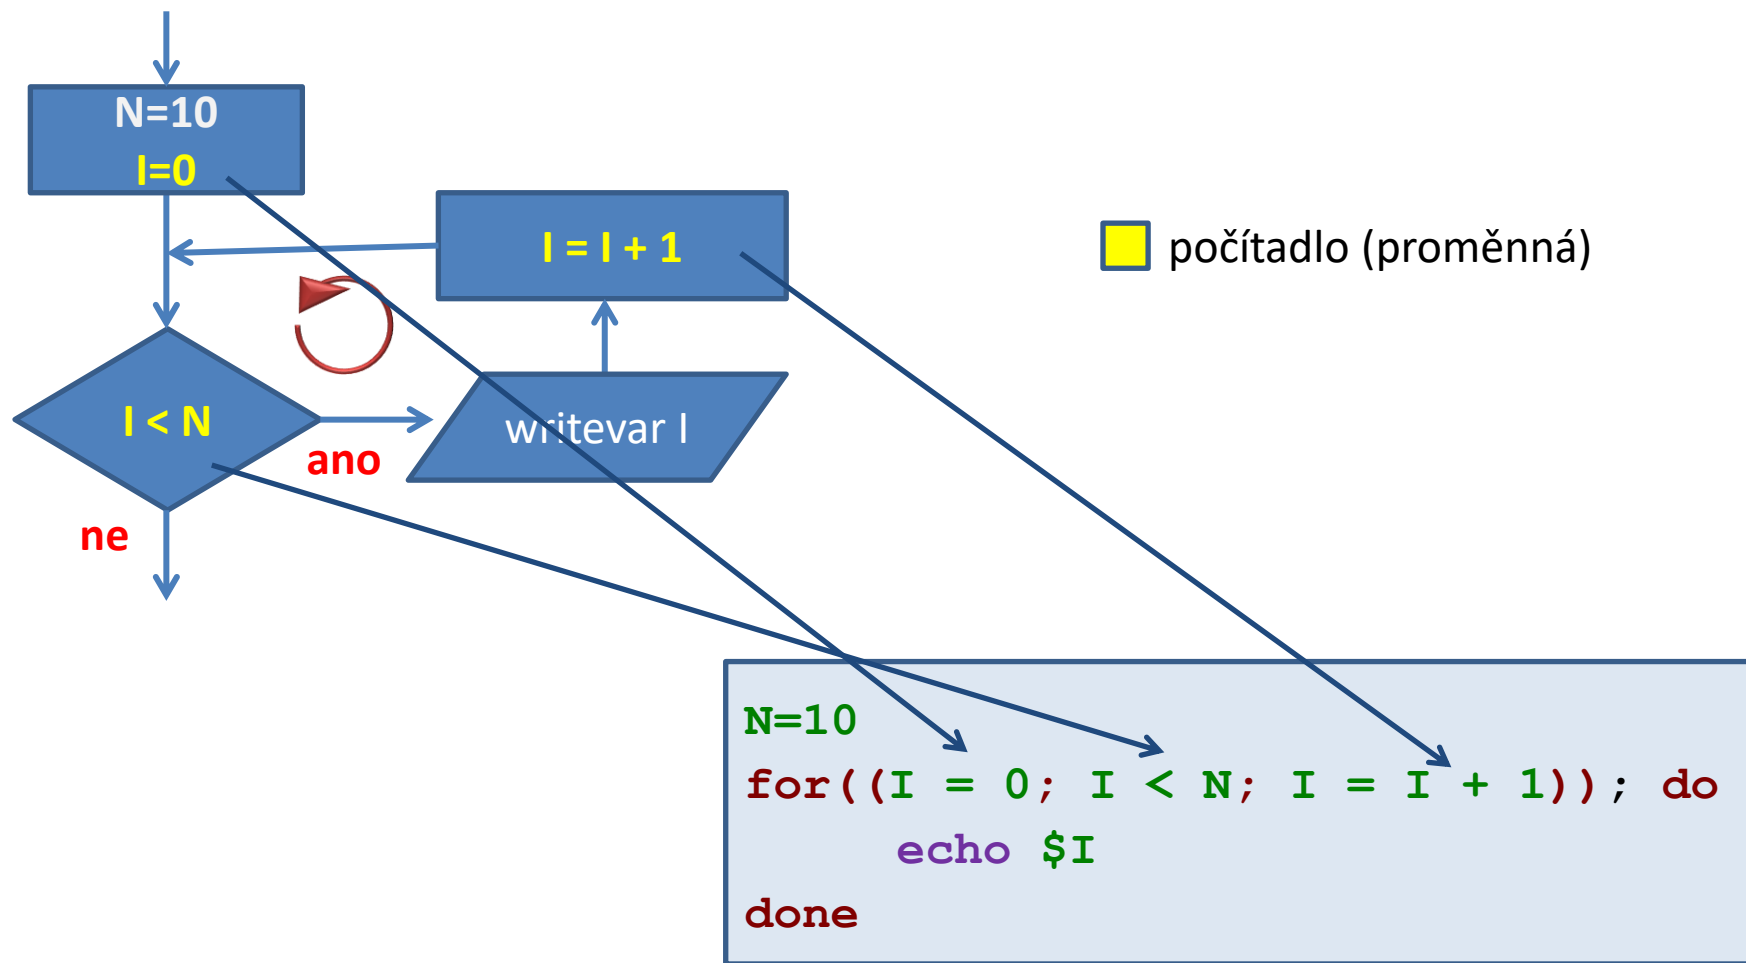 N=10
I=0
I = I + 1
počítadlo (proměnná)
I < N
writevar I
ano
ne
N=10
for((I = 0; I < N; I = I + 1)); do
echo $I
done